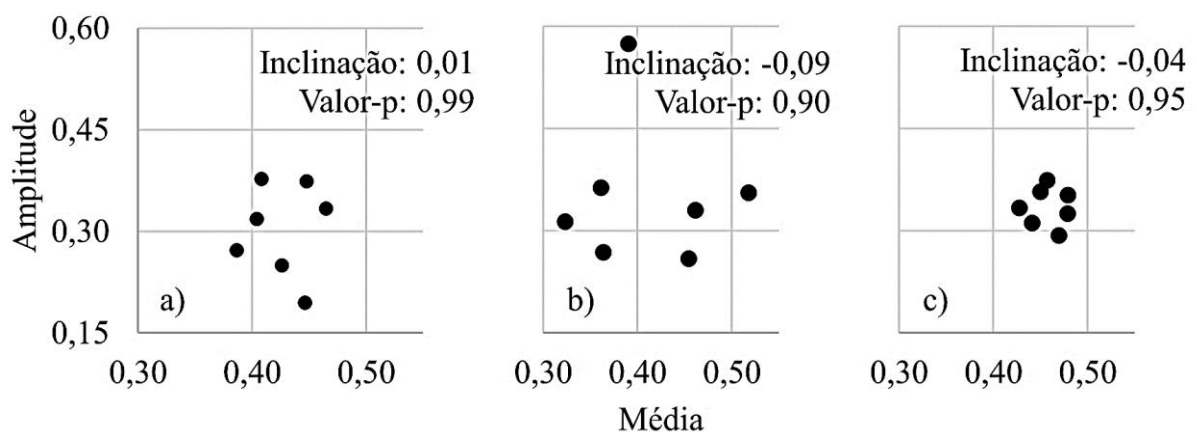 0,60
0,45
0,30
0,15
Amplitude
Inclinação: 0,01
Valor-p: 0,99
a)
0,30 0,40 0,50
Inclinação: -0,09
Valor-p: 0,90
b)
0,30 0,40 0,50
Inclinação: -0,04
Valor-p: 0,95
c)
0,30 0,40 0,50
Média